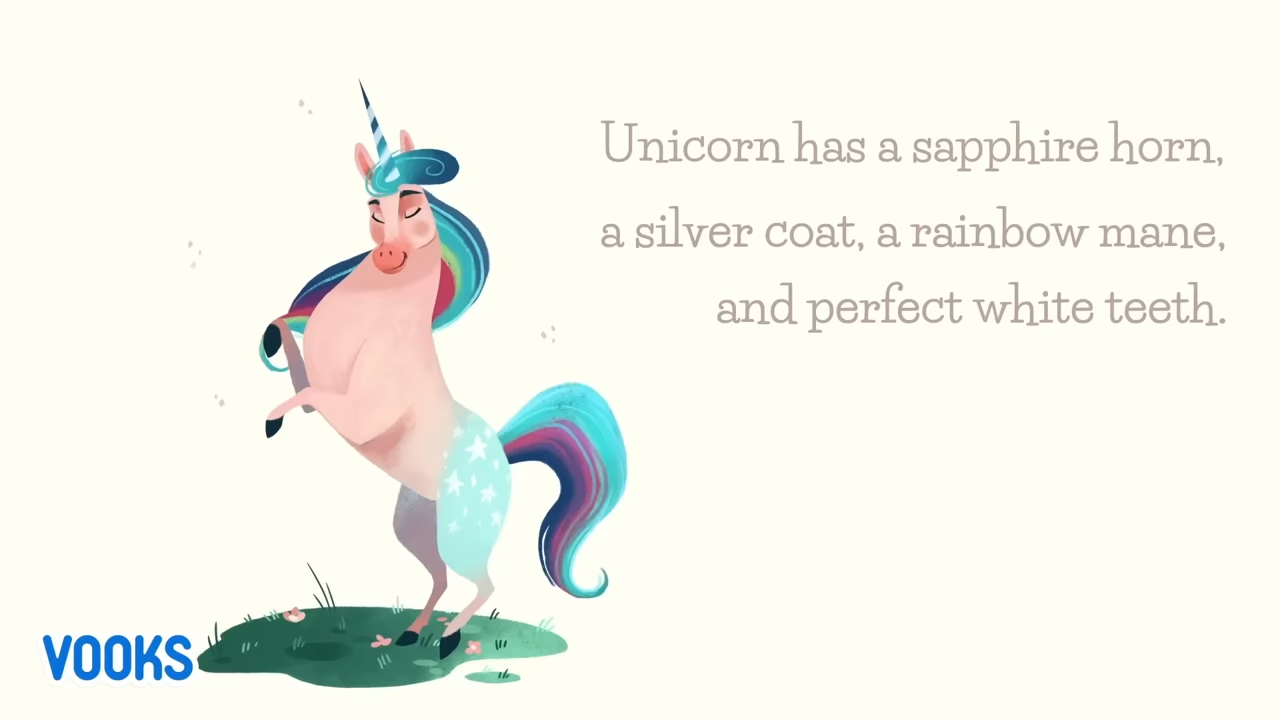 Unicorn has a sapphire horn,
a silver coat, a rainbow mane,
and perfect white teeth.
VOOKS